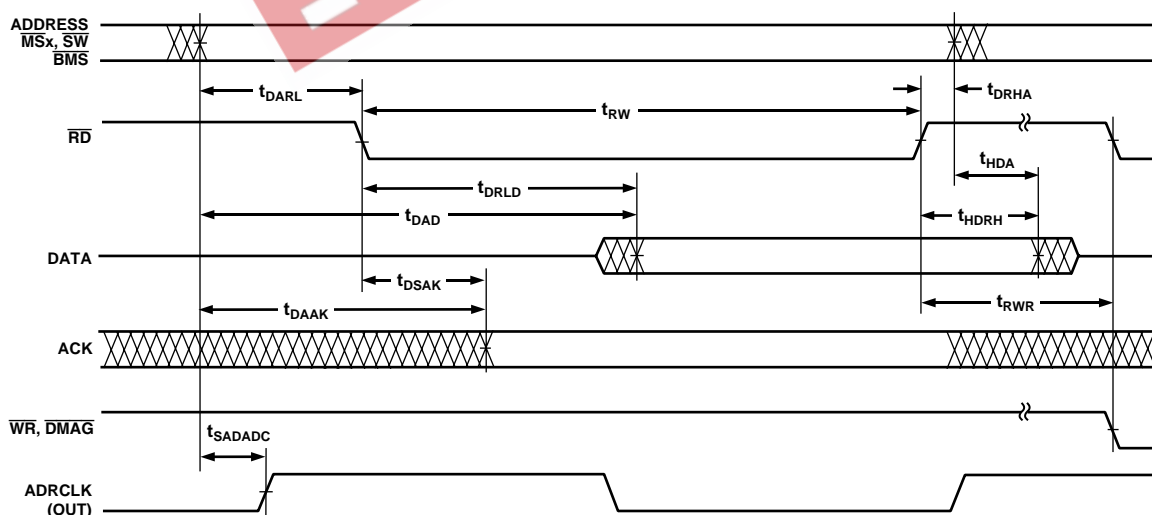 ADDRESS
MSx, SW
BMS
tDARL
tRW
tDRHA
RD
tHDA
tDRLD
tDAD
tHDRH
DATA
tDSAK
tDAAK
tRWR
ACK
WR, DMAG
tSADADC
ADRCLK
(OUT)